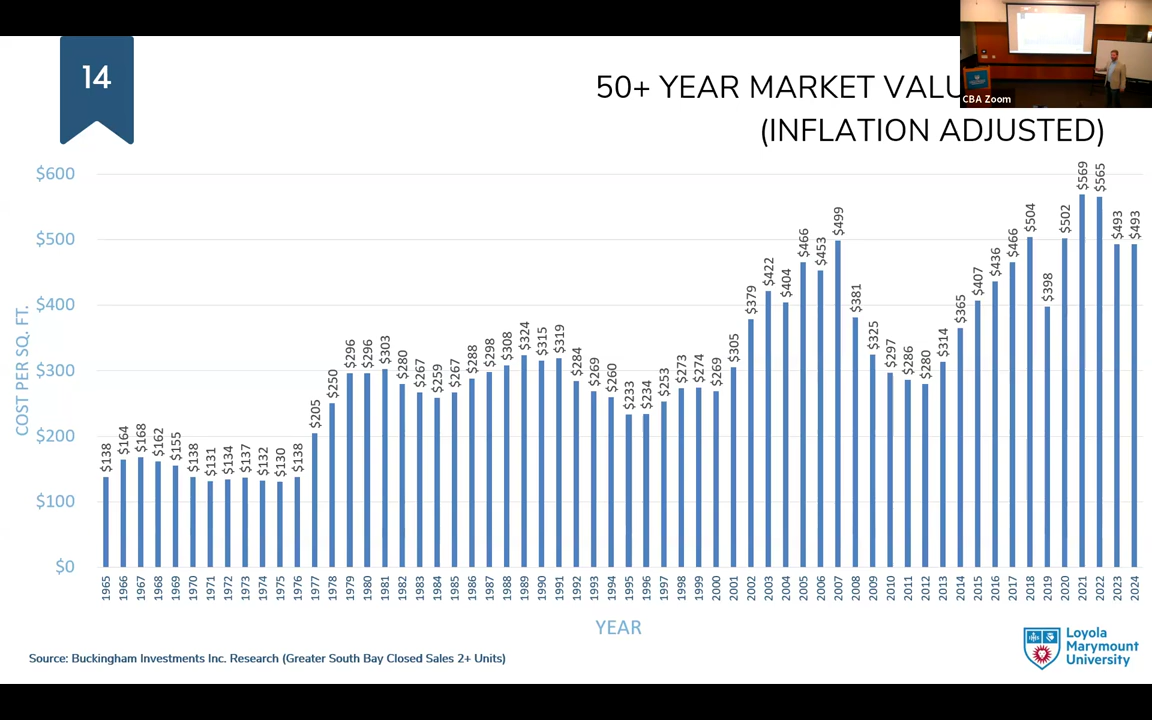 14
50+ YEAR MARKET
(INFLATION ADJUSTED)
CBA Zoom
COST PER SQ. FT.
$600
$500
$400
$300
$200
$100
$0
$138 $164 $168 $162 $155 $138 $131 $134 $137 $132 $130 $138 $205 $250 $296 $296 $303 $280 $267 $259 $267 $288 $298 $308 $324 $315 $319 $284 $269 $260 $233 $234 $253 $273 $274 $269 $305 $379 $422 $404 $466 $453 $499 $381 $325 $297 $286 $280 $314 $365 $407 $436 $466 $504 $398 $502 $569 $565 $493 $493
1965 1966 1967 1968 1969 1970 1971 1972 1973 1974 1975 1976 1977 1978 1979 1980 1981 1982 1983 1984 1985 1986 1987 1988 1989 1990 1991 1992 1993 1994 1995 1996 1997 1998 1999 2000 2001 2002 2003 2004 2005 2006 2007 2008 2009 2010 2011 2012 2013 2014 2015 2016 2017 2018 2019 2020 2021 2022 2023 2024
YEAR
Source: Buckingham Investments Inc. Research (Greater South Bay Closed Sales 2+ Units)
Loyola
Marymount
University